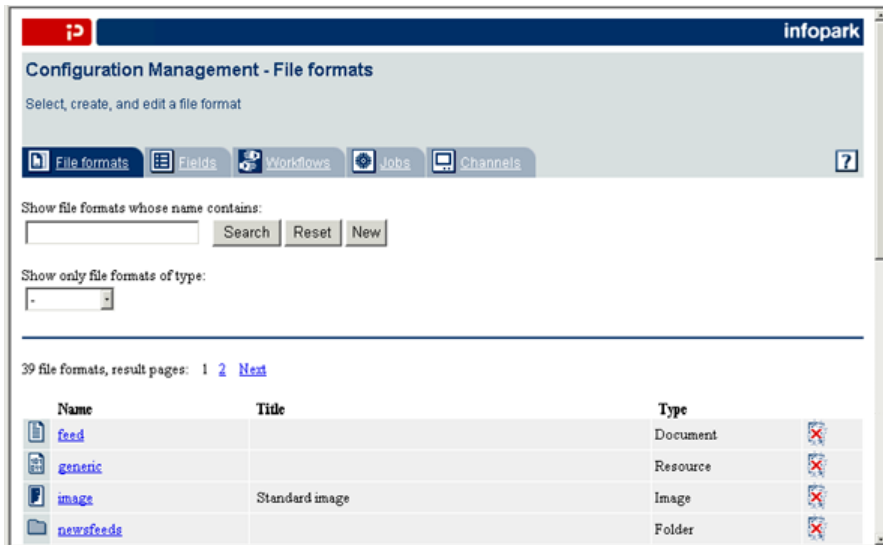 infopark
Configuration Management - File formats
Select, create, and edit a file format
File formats Fields Workflows Jobs Channels ?
Show file formats whose name contains:
Search Reset New
Show only file formats of type:
-
39 file formats, result pages: 1 2 Next
Name Title Type
feed Document
generic Resource
image Standard image Image
newsfeeds Folder